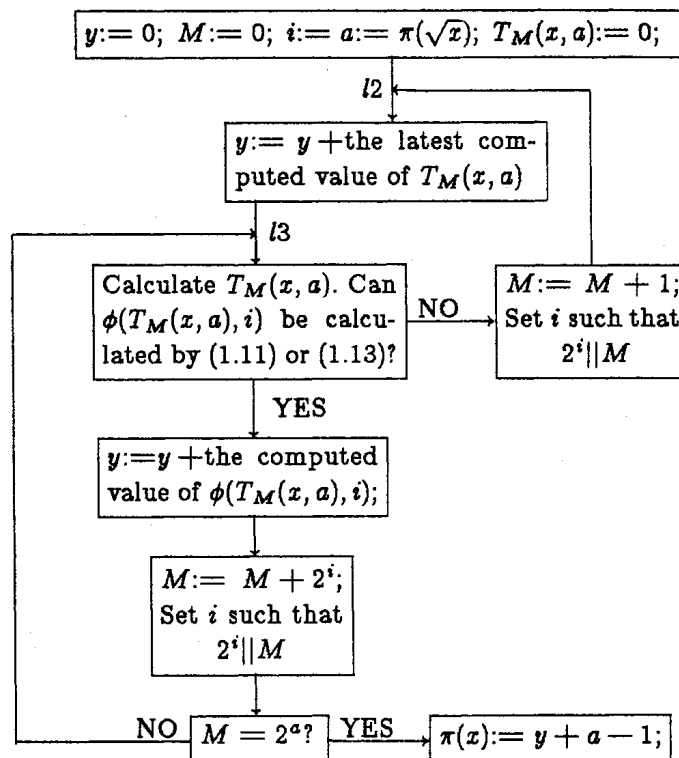 y:= 0; M:= 0; i:= a:= π(√x); T_M(x, a):= 0;
l2
y:= y +the latest com-
puted value of T_M(x, a)
l3
Calculate T_M(x, a). Can
ϕ(T_M(x, a), i) be calcu-
lated by (1.11) or (1.13)?
NO
M:= M + 1;
Set i such that
2^i||M
YES
y:=y +the computed
value of ϕ(T_M(x, a), i);
M:= M + 2^i;
Set i such that
2^i||M
NO
M = 2^a?
YES
π(x):= y + a − 1;